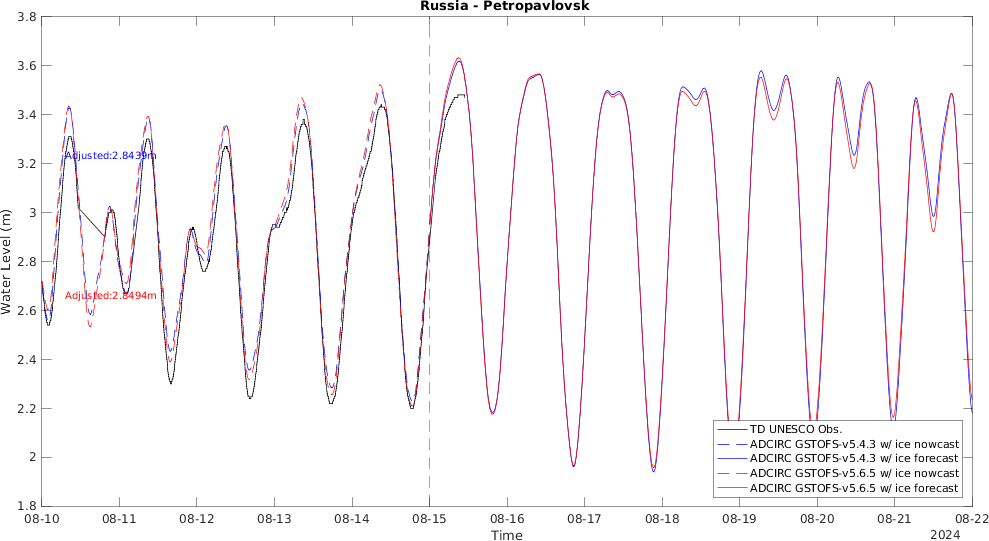 Russia - Petropavlovsk
3.8
3.6
3.4
3.2
3
2.8
2.6
2.4
2.2
2
1.8
Water Level (m)
Adjusted:2.8439m
Adjusted:2.8494m
TD UNESCO Obs.
ADCIRC GSTOFS-v5.4.3 w/ ice nowcast
ADCIRC GSTOFS-v5.4.3 w/ ice forecast
ADCIRC GSTOFS-v5.6.5 w/ ice nowcast
ADCIRC GSTOFS-v5.6.5 w/ ice forecast
08-10 08-11 08-12 08-13 08-14 08-15 08-16 08-17 08-18 08-19 08-20 08-21 08-22
Time
2024